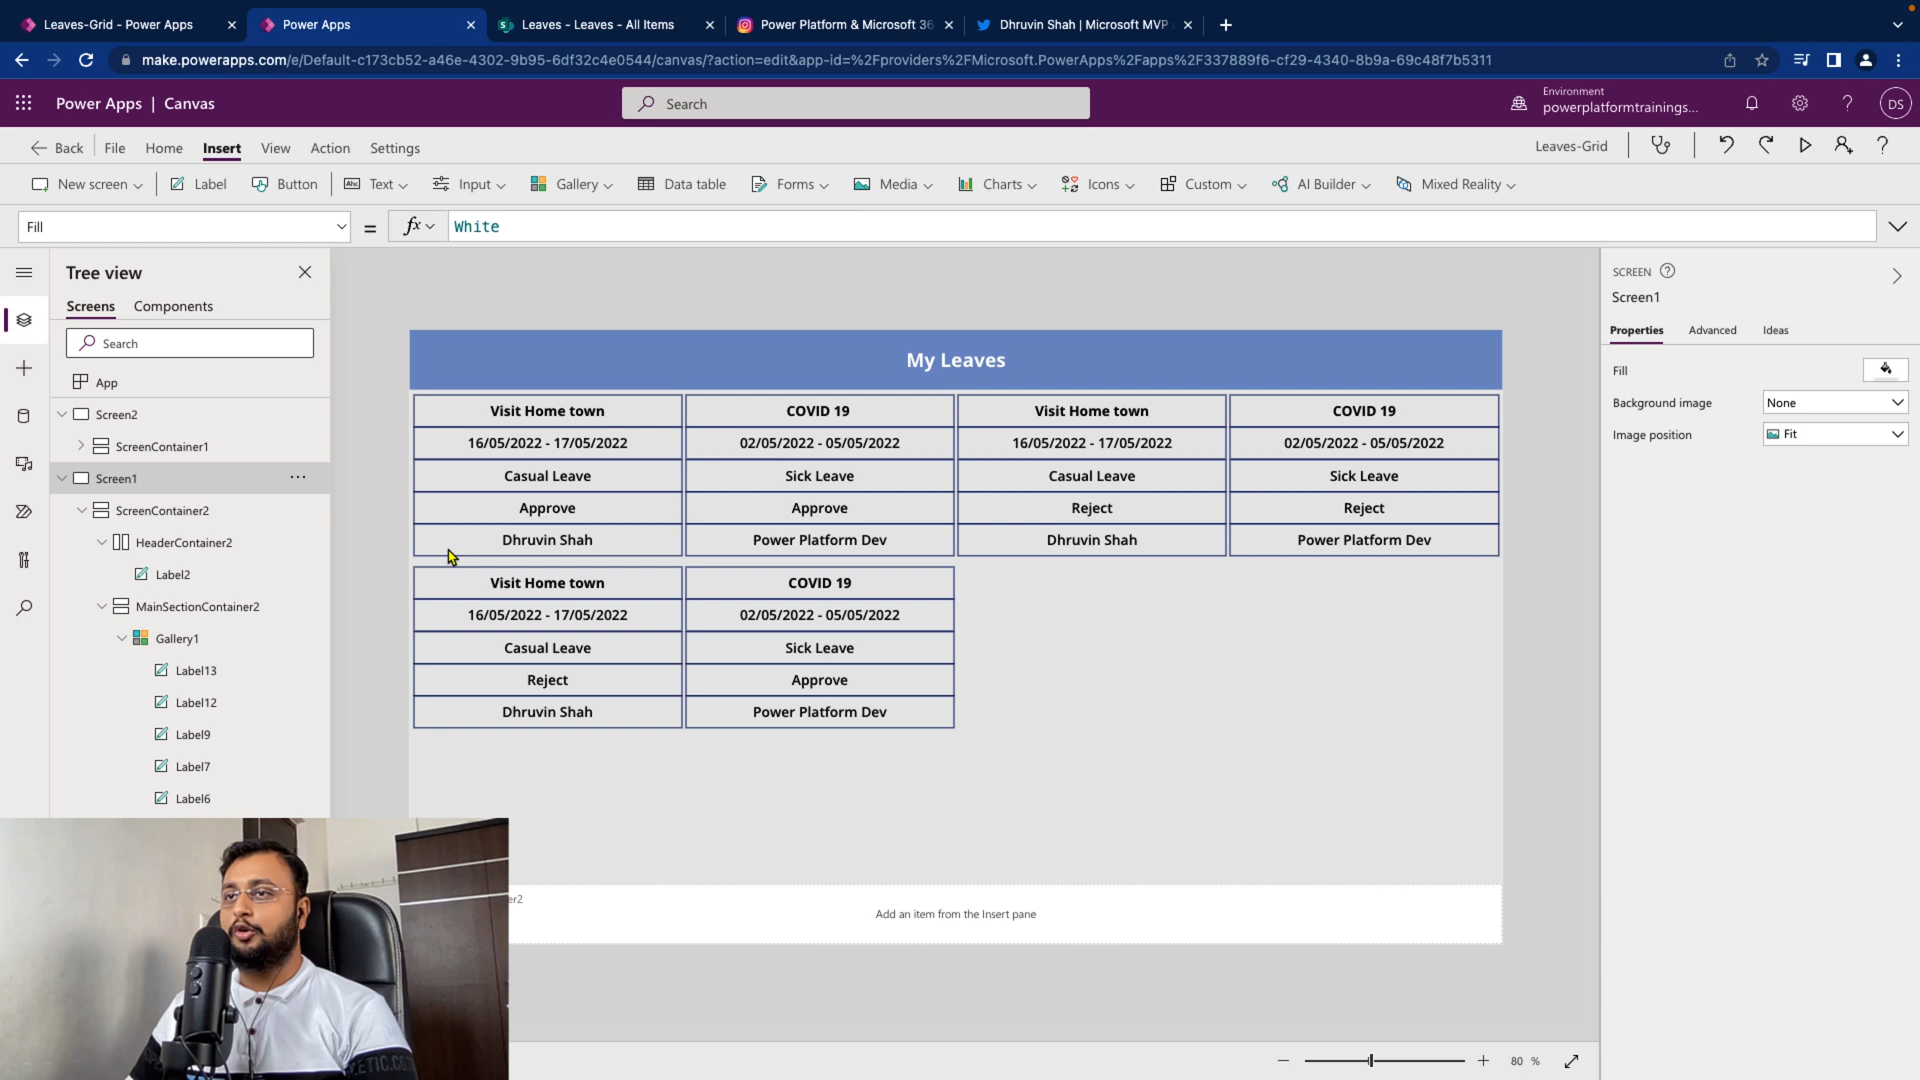 Leaves-Grid - Power Apps
Power Apps
Leaves - Leaves - All Items
Power Platform & Microsoft 36
Dhruvin Shah | Microsoft MVP
make.powerapps.com/e/Default-c173cb52-a46e-4302-9b95-6df32c4e0544/canvas/?action=edit&app-id=%2Fproviders%2FMicrosoft.PowerApps%2Fapps%2F337889f6-cf29-4340-8b9a-69c48f7b5311
Power Apps | Canvas
Search
Environment
powerplatformtrainings...
DS
Back
File
Home
Insert
View
Action
Settings
Leaves-Grid
New screen
Label
Button
Text
Input
Gallery
Data table
Forms
Media
Charts
Icons
Custom
AI Builder
Mixed Reality
Fill
=
fx
White
Tree view
Screens
Components
Search
App
Screen2
ScreenContainer1
Screen1
ScreenContainer2
HeaderContainer2
Label2
MainSectionContainer2
Gallery1
Label13
Label12
Label9
Label7
Label6
My Leaves
Visit Home town COVID 19 Visit Home town COVID 19
16/05/2022 - 17/05/2022 02/05/2022 - 05/05/2022 16/05/2022 - 17/05/2022 02/05/2022 - 05/05/2022
Casual Leave Sick Leave Casual Leave Sick Leave
Approve Approve Reject Reject
Dhruvin Shah Power Platform Dev Dhruvin Shah Power Platform Dev
Visit Home town COVID 19
16/05/2022 - 17/05/2022 02/05/2022 - 05/05/2022
Casual Leave Sick Leave
Reject Approve
Dhruvin Shah Power Platform Dev
er2
Add an item from the Insert pane
80 %
SCREEN
Screen1
Properties
Advanced
Ideas
Fill
Background image
None
Image position
Fit